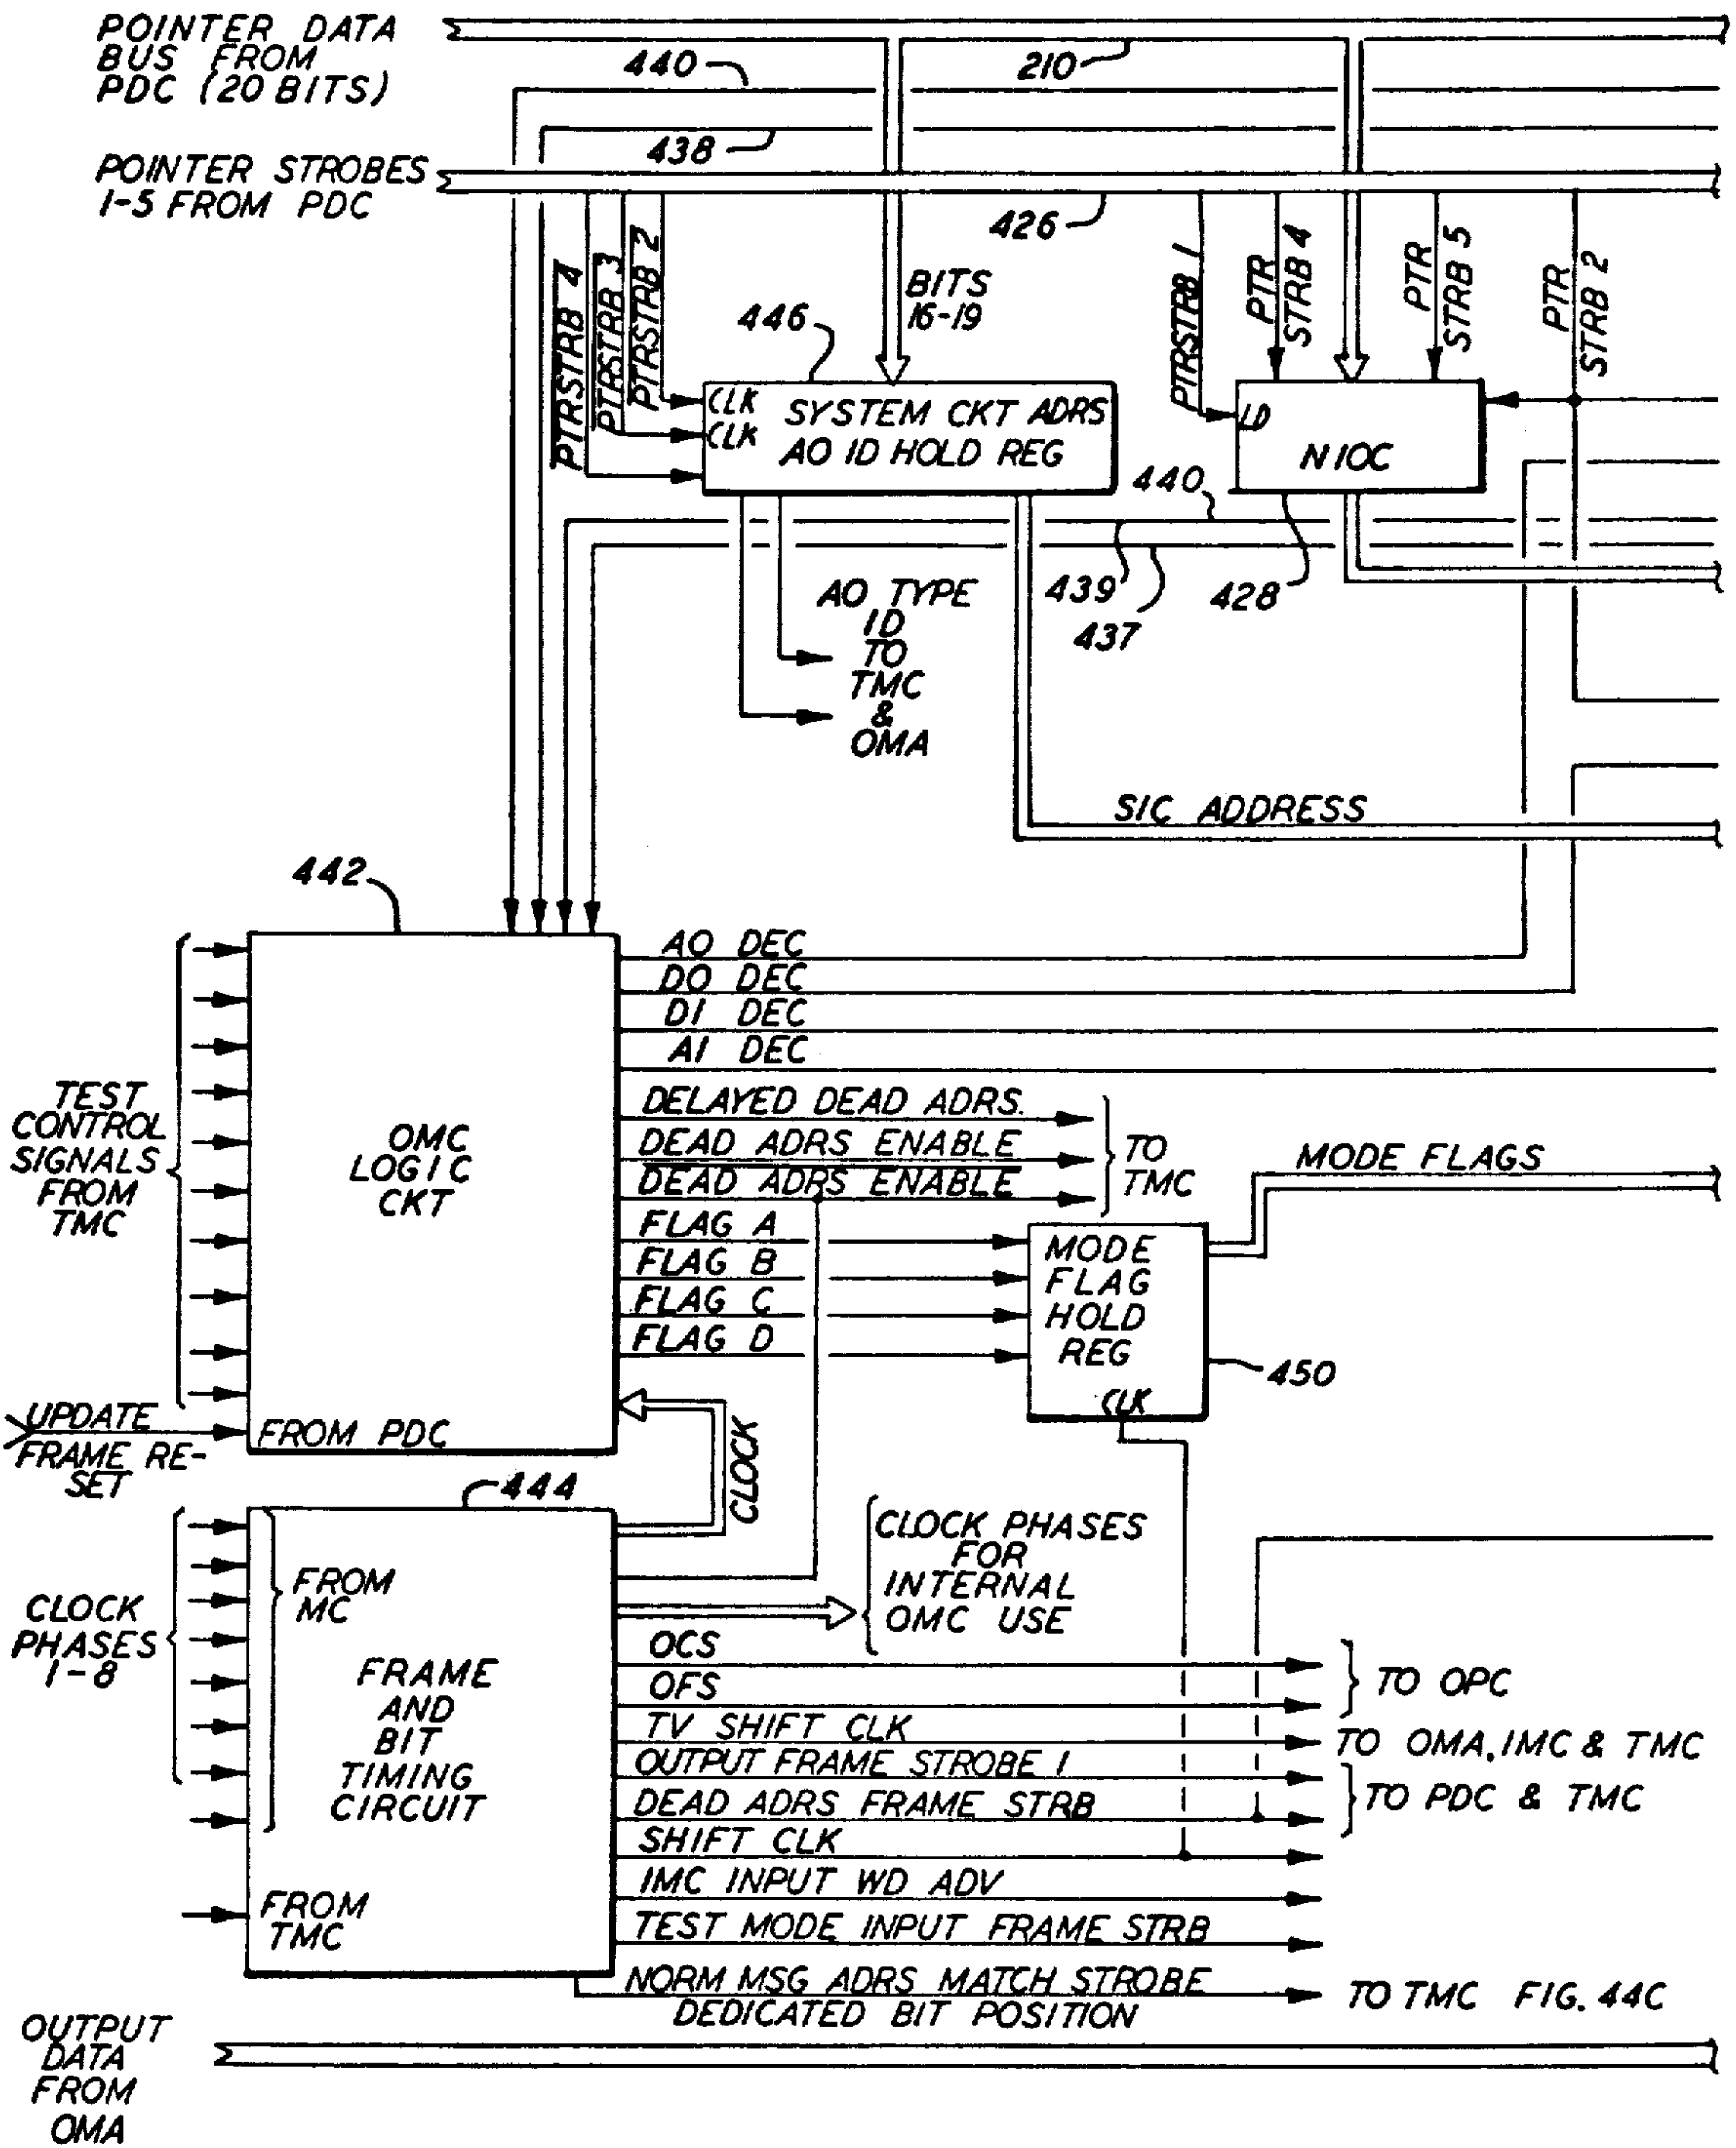 POINTER DATA
BUS FROM
PDC (20 BITS)
440
210
438
POINTER STROBES
1-5 FROM PDC
426
PTRSTRB 4
PTRSTRB 3
PTRSTRB 2
BITS
16-19
446
PTRSTRB 1
PTR
STRB 4
PTR
STRB 5
PTR
STRB 2
CLK
CLK
SYSTEM CKT ADRS
AO ID HOLD REG
LD
N10C
440
439
437
428
AO TYPE
ID
TO
TMC
&
OMA
SIC ADDRESS
442
TEST
CONTROL
SIGNALS
FROM
TMC
OMC
LOGIC
CKT
AO DEC
DO DEC
DI DEC
AI DEC
DELAYED DEAD ADRS.
DEAD ADRS ENABLE
DEAD ADRS ENABLE
TO
TMC
FLAG A
FLAG B
FLAG C
FLAG D
MODE FLAGS
MODE
FLAG
HOLD
REG
CLK
450
UPDATE
FRAME RE-
SET
FROM PDC
CLOCK
444
CLOCK
PHASES
1-8
FROM
MC
FRAME
AND
BIT
TIMING
CIRCUIT
FROM
TMC
CLOCK PHASES
FOR
INTERNAL
OMC USE
OCS
OFS
TO OPC
TV SHIFT CLK
TO OMA, IMC & TMC
OUTPUT FRAME STROBE 1
DEAD ADRS FRAME STRB
TO PDC & TMC
SHIFT CLK
IMC INPUT WD ADV
TEST MODE INPUT FRAME STRB
NORM MSG ADRS MATCH STROBE
DEDICATED BIT POSITION
TO TMC FIG. 44C
OUTPUT
DATA
FROM
OMA